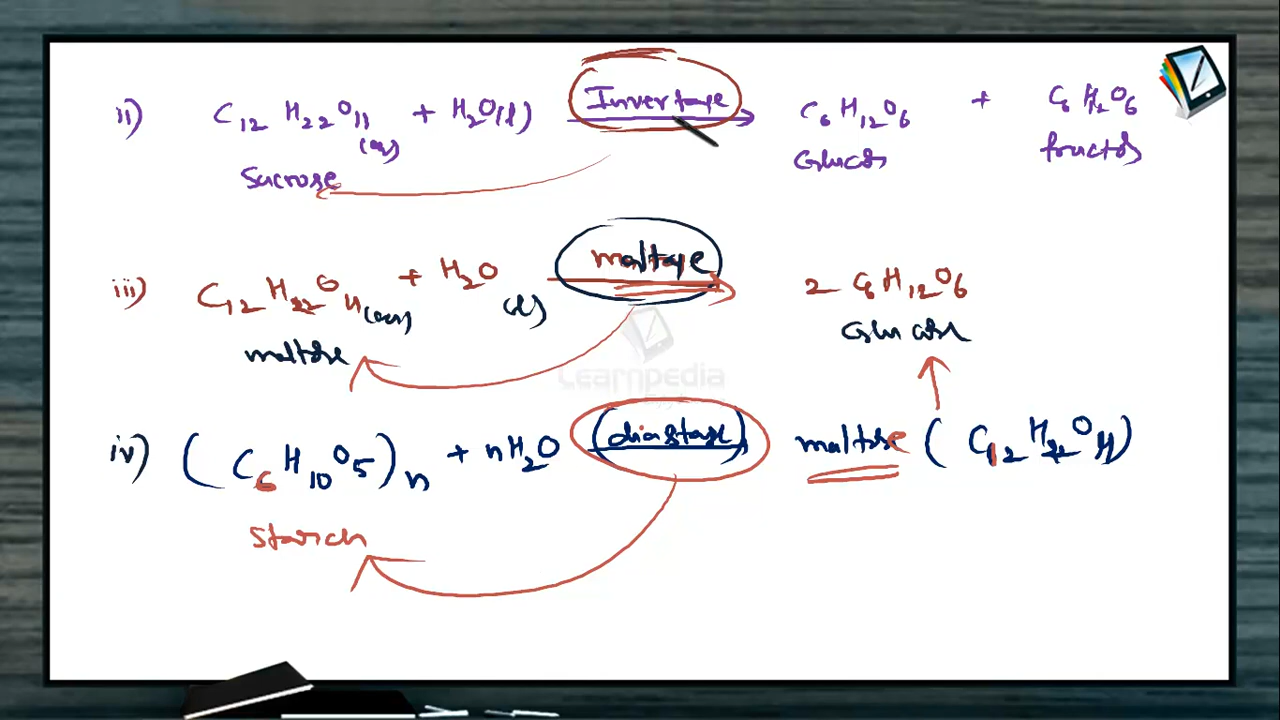 ii) C12 H22 O11 (aq) + H2O(l) Invertase C6 H12 O6 + C6 H12 O6
Sucrose Glucose fructose
iii) C12 H22 O11 (aq) + H2O (l) maltase 2 C6 H12 O6
maltose Glucose
Learnpedia
iv) (C6 H10 O5)n + nH2O (diastase) maltose (C12 H22 O11)
Starch